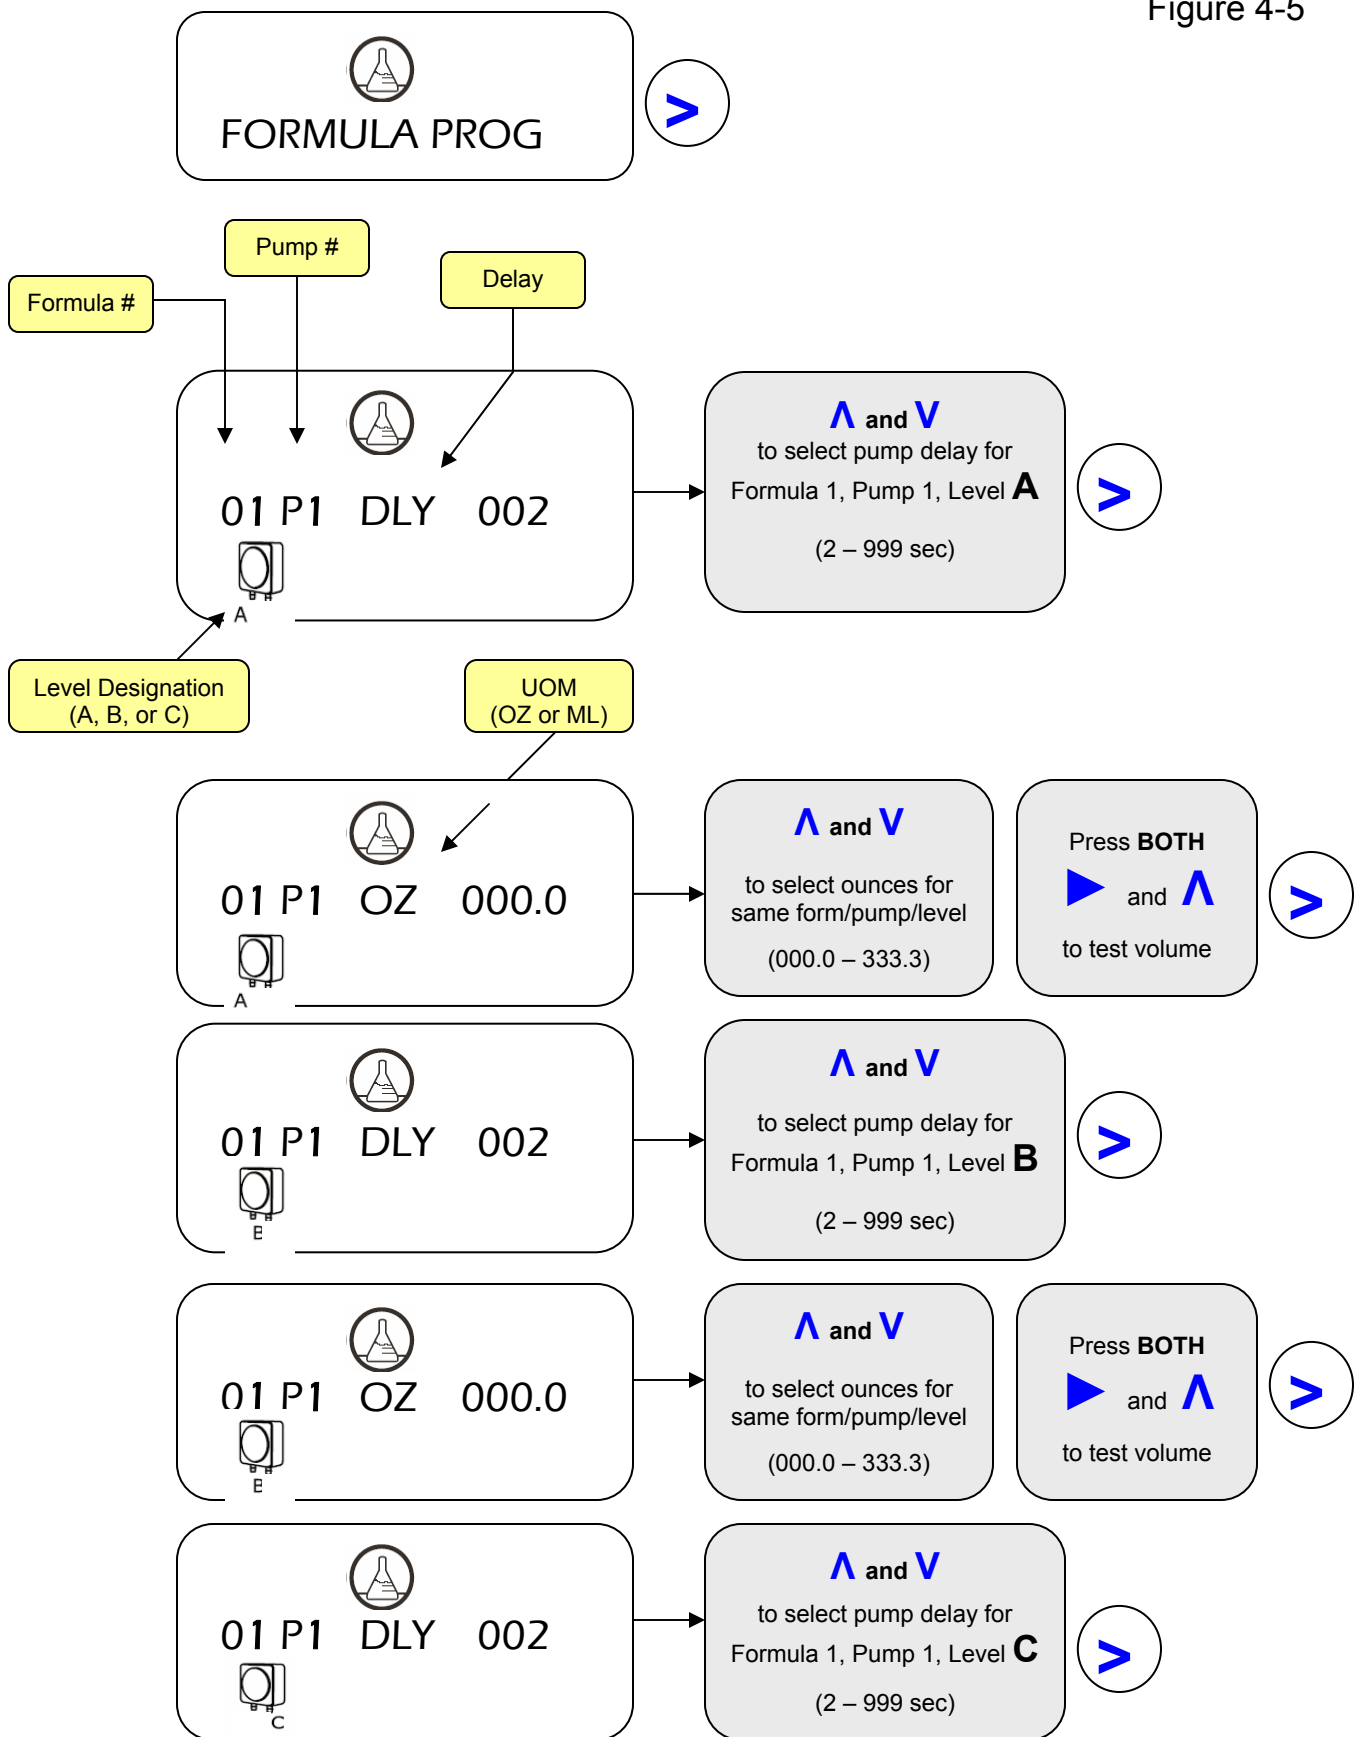 Figure 4-5
FORMULA PROG
>
Pump #
Delay
Formula #
01 P1 DLY 002
A
Λ and V
to select pump delay for
Formula 1, Pump 1, Level A
(2 – 999 sec)
>
Level Designation
(A, B, or C)
UOM
(OZ or ML)
01 P1 OZ 000.0
A
Λ and V
to select ounces for
same form/pump/level
(000.0 – 333.3)
Press BOTH
► and Λ
to test volume
>
01 P1 DLY 002
B
Λ and V
to select pump delay for
Formula 1, Pump 1, Level B
(2 – 999 sec)
>
01 P1 OZ 000.0
B
Λ and V
to select ounces for
same form/pump/level
(000.0 – 333.3)
Press BOTH
► and Λ
to test volume
>
01 P1 DLY 002
C
Λ and V
to select pump delay for
Formula 1, Pump 1, Level C
(2 – 999 sec)
>